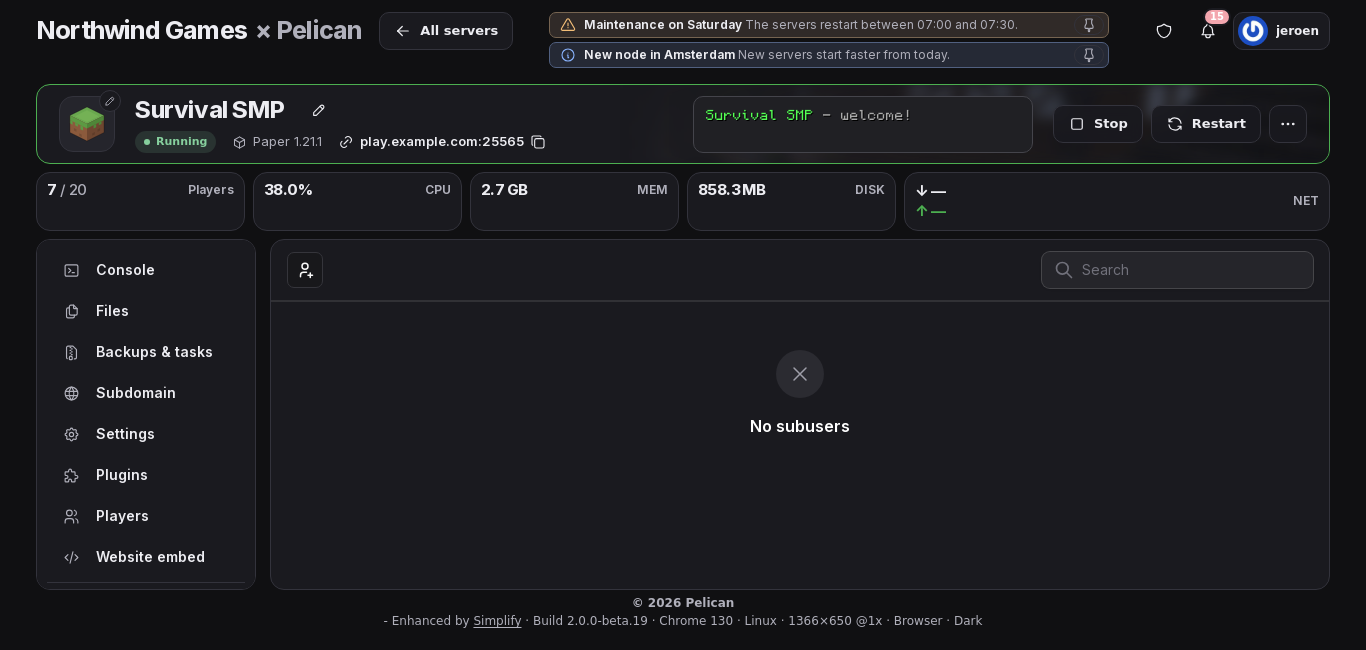 Northwind Games × Pelican
All servers
Maintenance on Saturday The servers restart between 07:00 and 07:30.
New node in Amsterdam New servers start faster from today.
15
jeroen
Survival SMP
Running
Paper 1.21.1
play.example.com:25565
Survival SMP – welcome!
Stop
Restart
7 / 20
Players
38.0%
CPU
2.7 GB
MEM
858.3 MB
DISK
↓ —
↑ —
NET
Console
Files
Backups & tasks
Subdomain
Settings
Plugins
Players
Website embed
Search
No subusers
© 2026 Pelican
- Enhanced by Simplify · Build 2.0.0-beta.19 · Chrome 130 · Linux · 1366×650 @1x · Browser · Dark